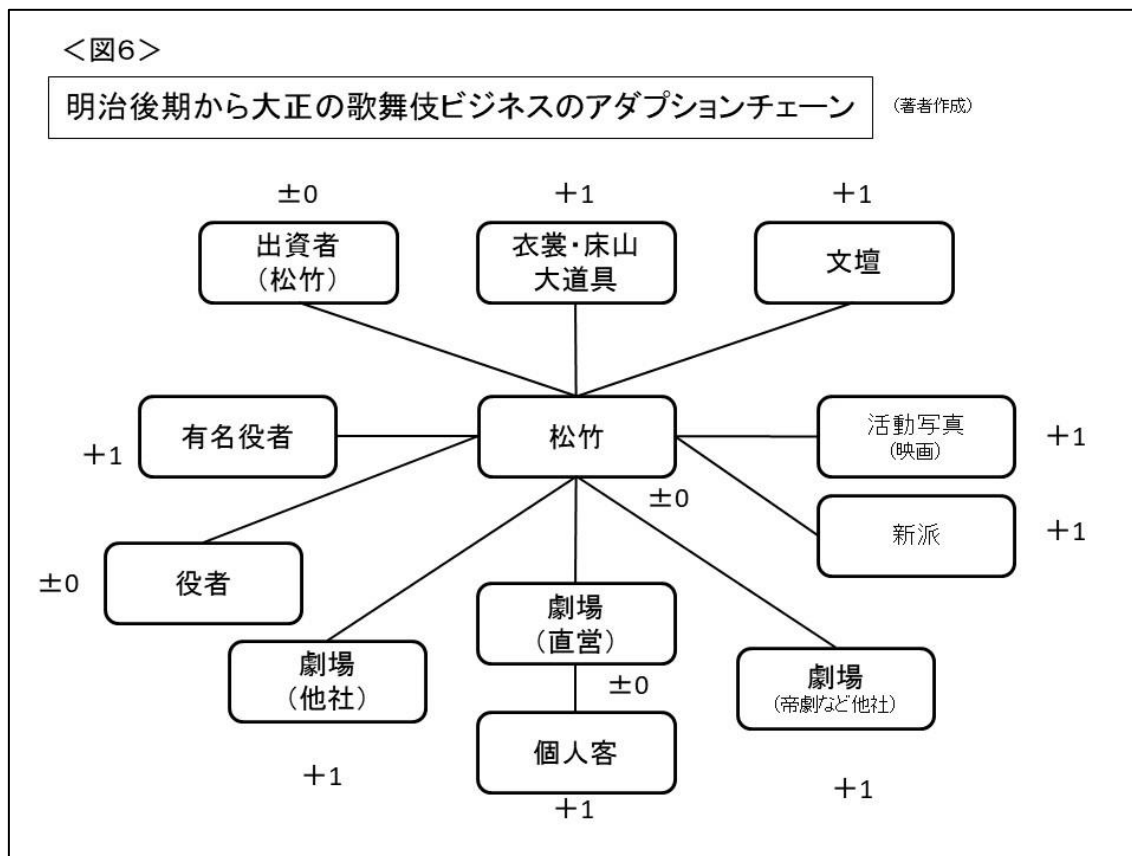 <図6>
明治後期から大正の歌舞伎ビジネスのアダプションチェーン
(著者作成)
±0
+1
+1
出資者
(松竹)
衣裳・床山
大道具
文壇
有名役者
松竹
活動写真
(映画)
+1
+1
±0
新派
+1
役者
±0
劇場
(直営)
劇場
(他社)
±0
劇場
(帝劇など他社)
個人客
+1
+1
+1